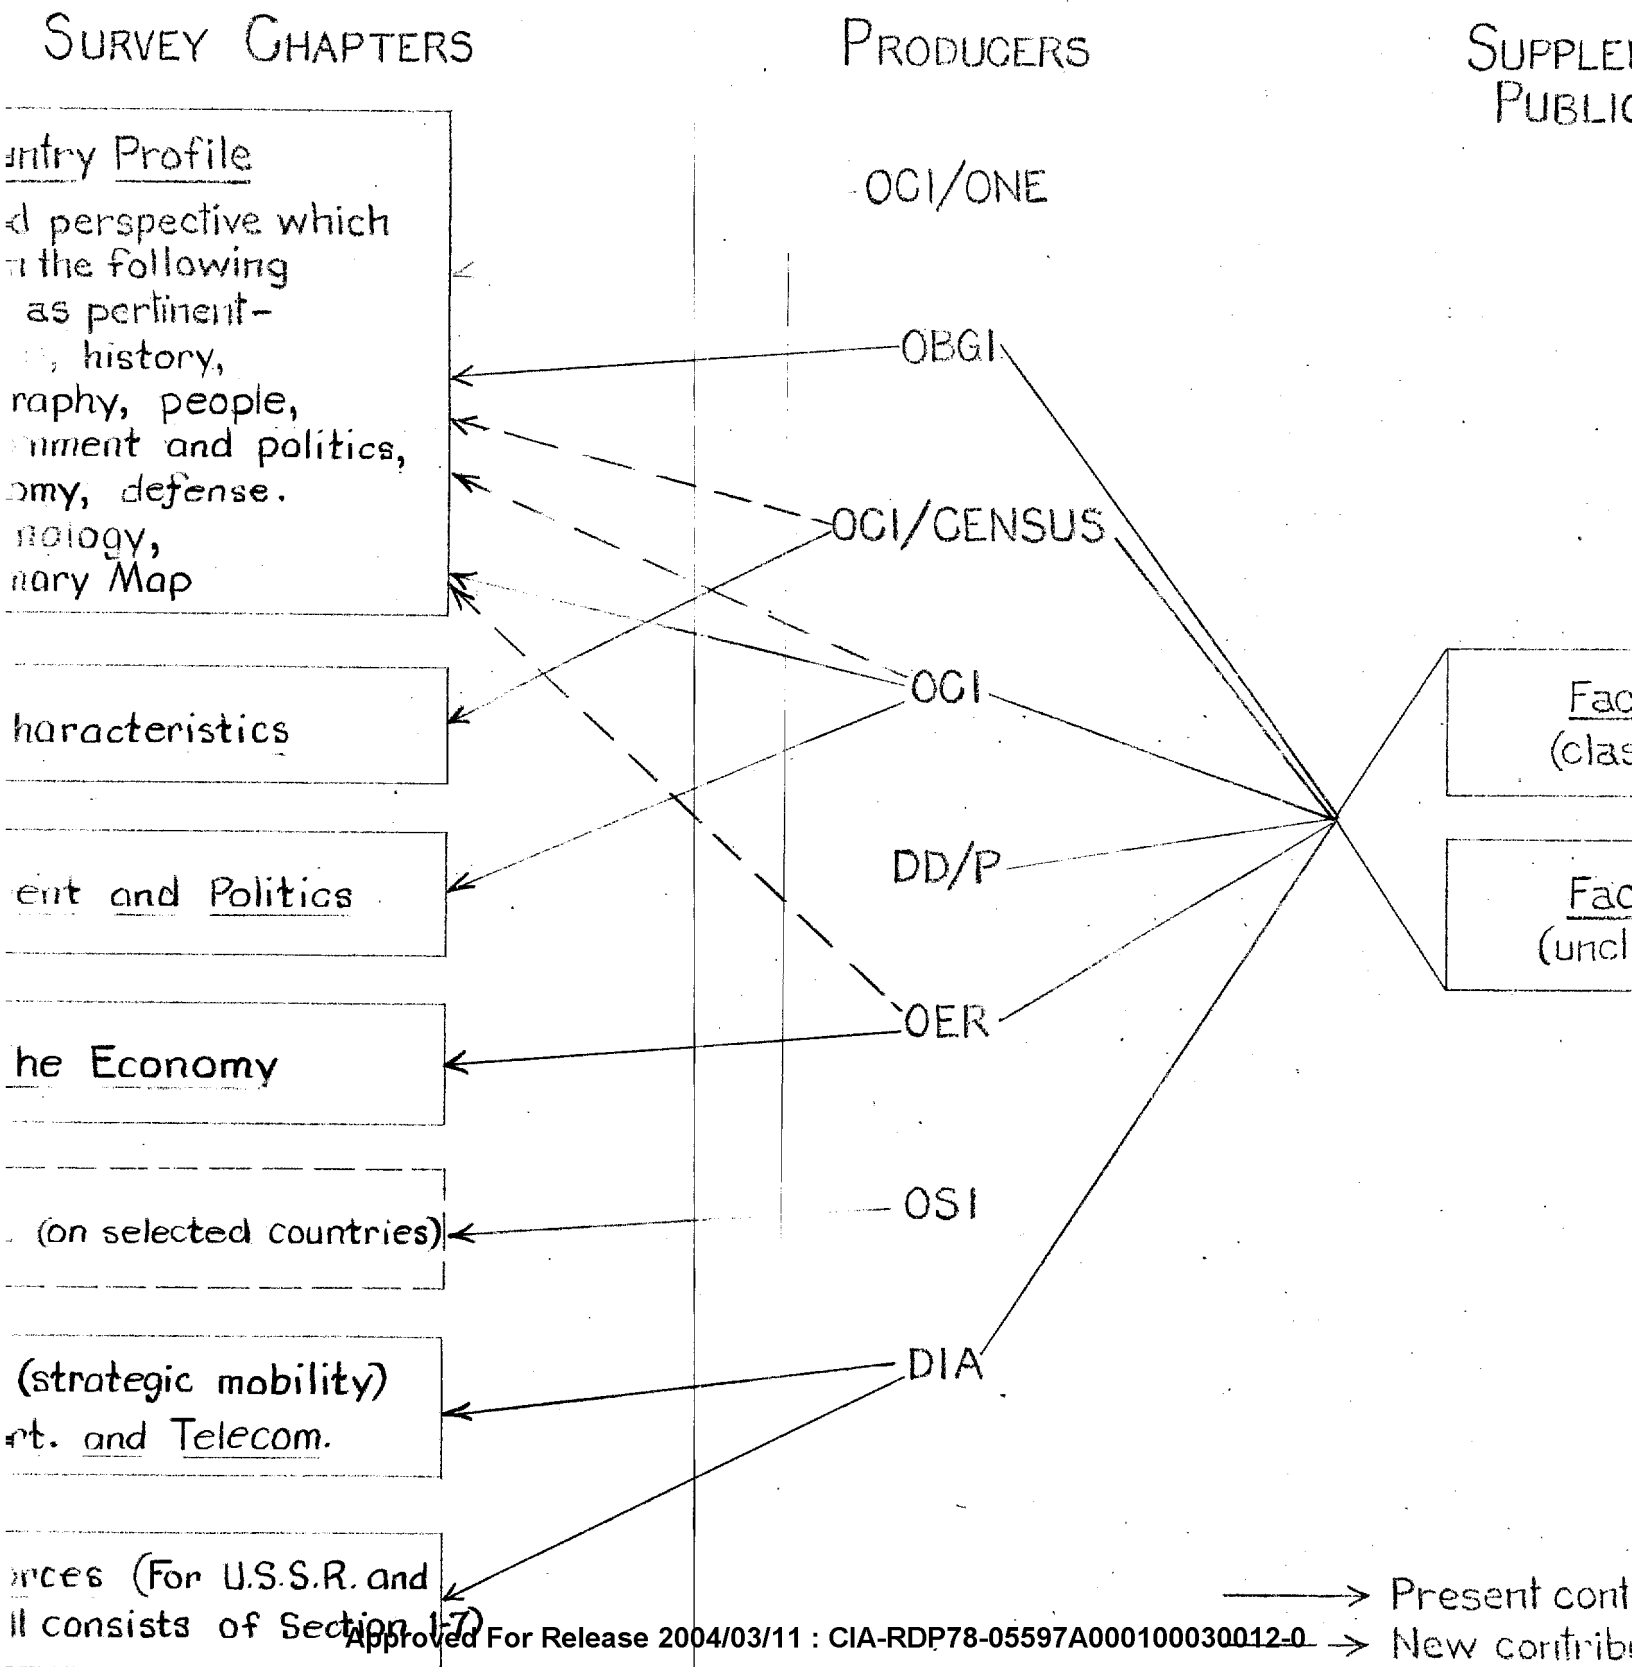 SURVEY CHAPTERS
PRODUCERS
SUPPLE
PUBLIC
Profile
perspective which
the following
as pertinent-
, history,
raphy, people,
nment and politics,
omy, defense.
nology,
nary Map
haracteristics
ent and Politics
he Economy
(on selected countries)
(strategic mobility)
rt. and Telecom.
rces (For U.S.S.R. and
ll consists of Section 1-7)
OCI/ONE
OBGI
OCI/CENSUS
OCI
DD/P
OER
OSI
DIA
Fac
(clas
Fac
(uncl
Present cont
New contrib
Approved For Release 2004/03/11 : CIA-RDP78-05597A000100030012-0